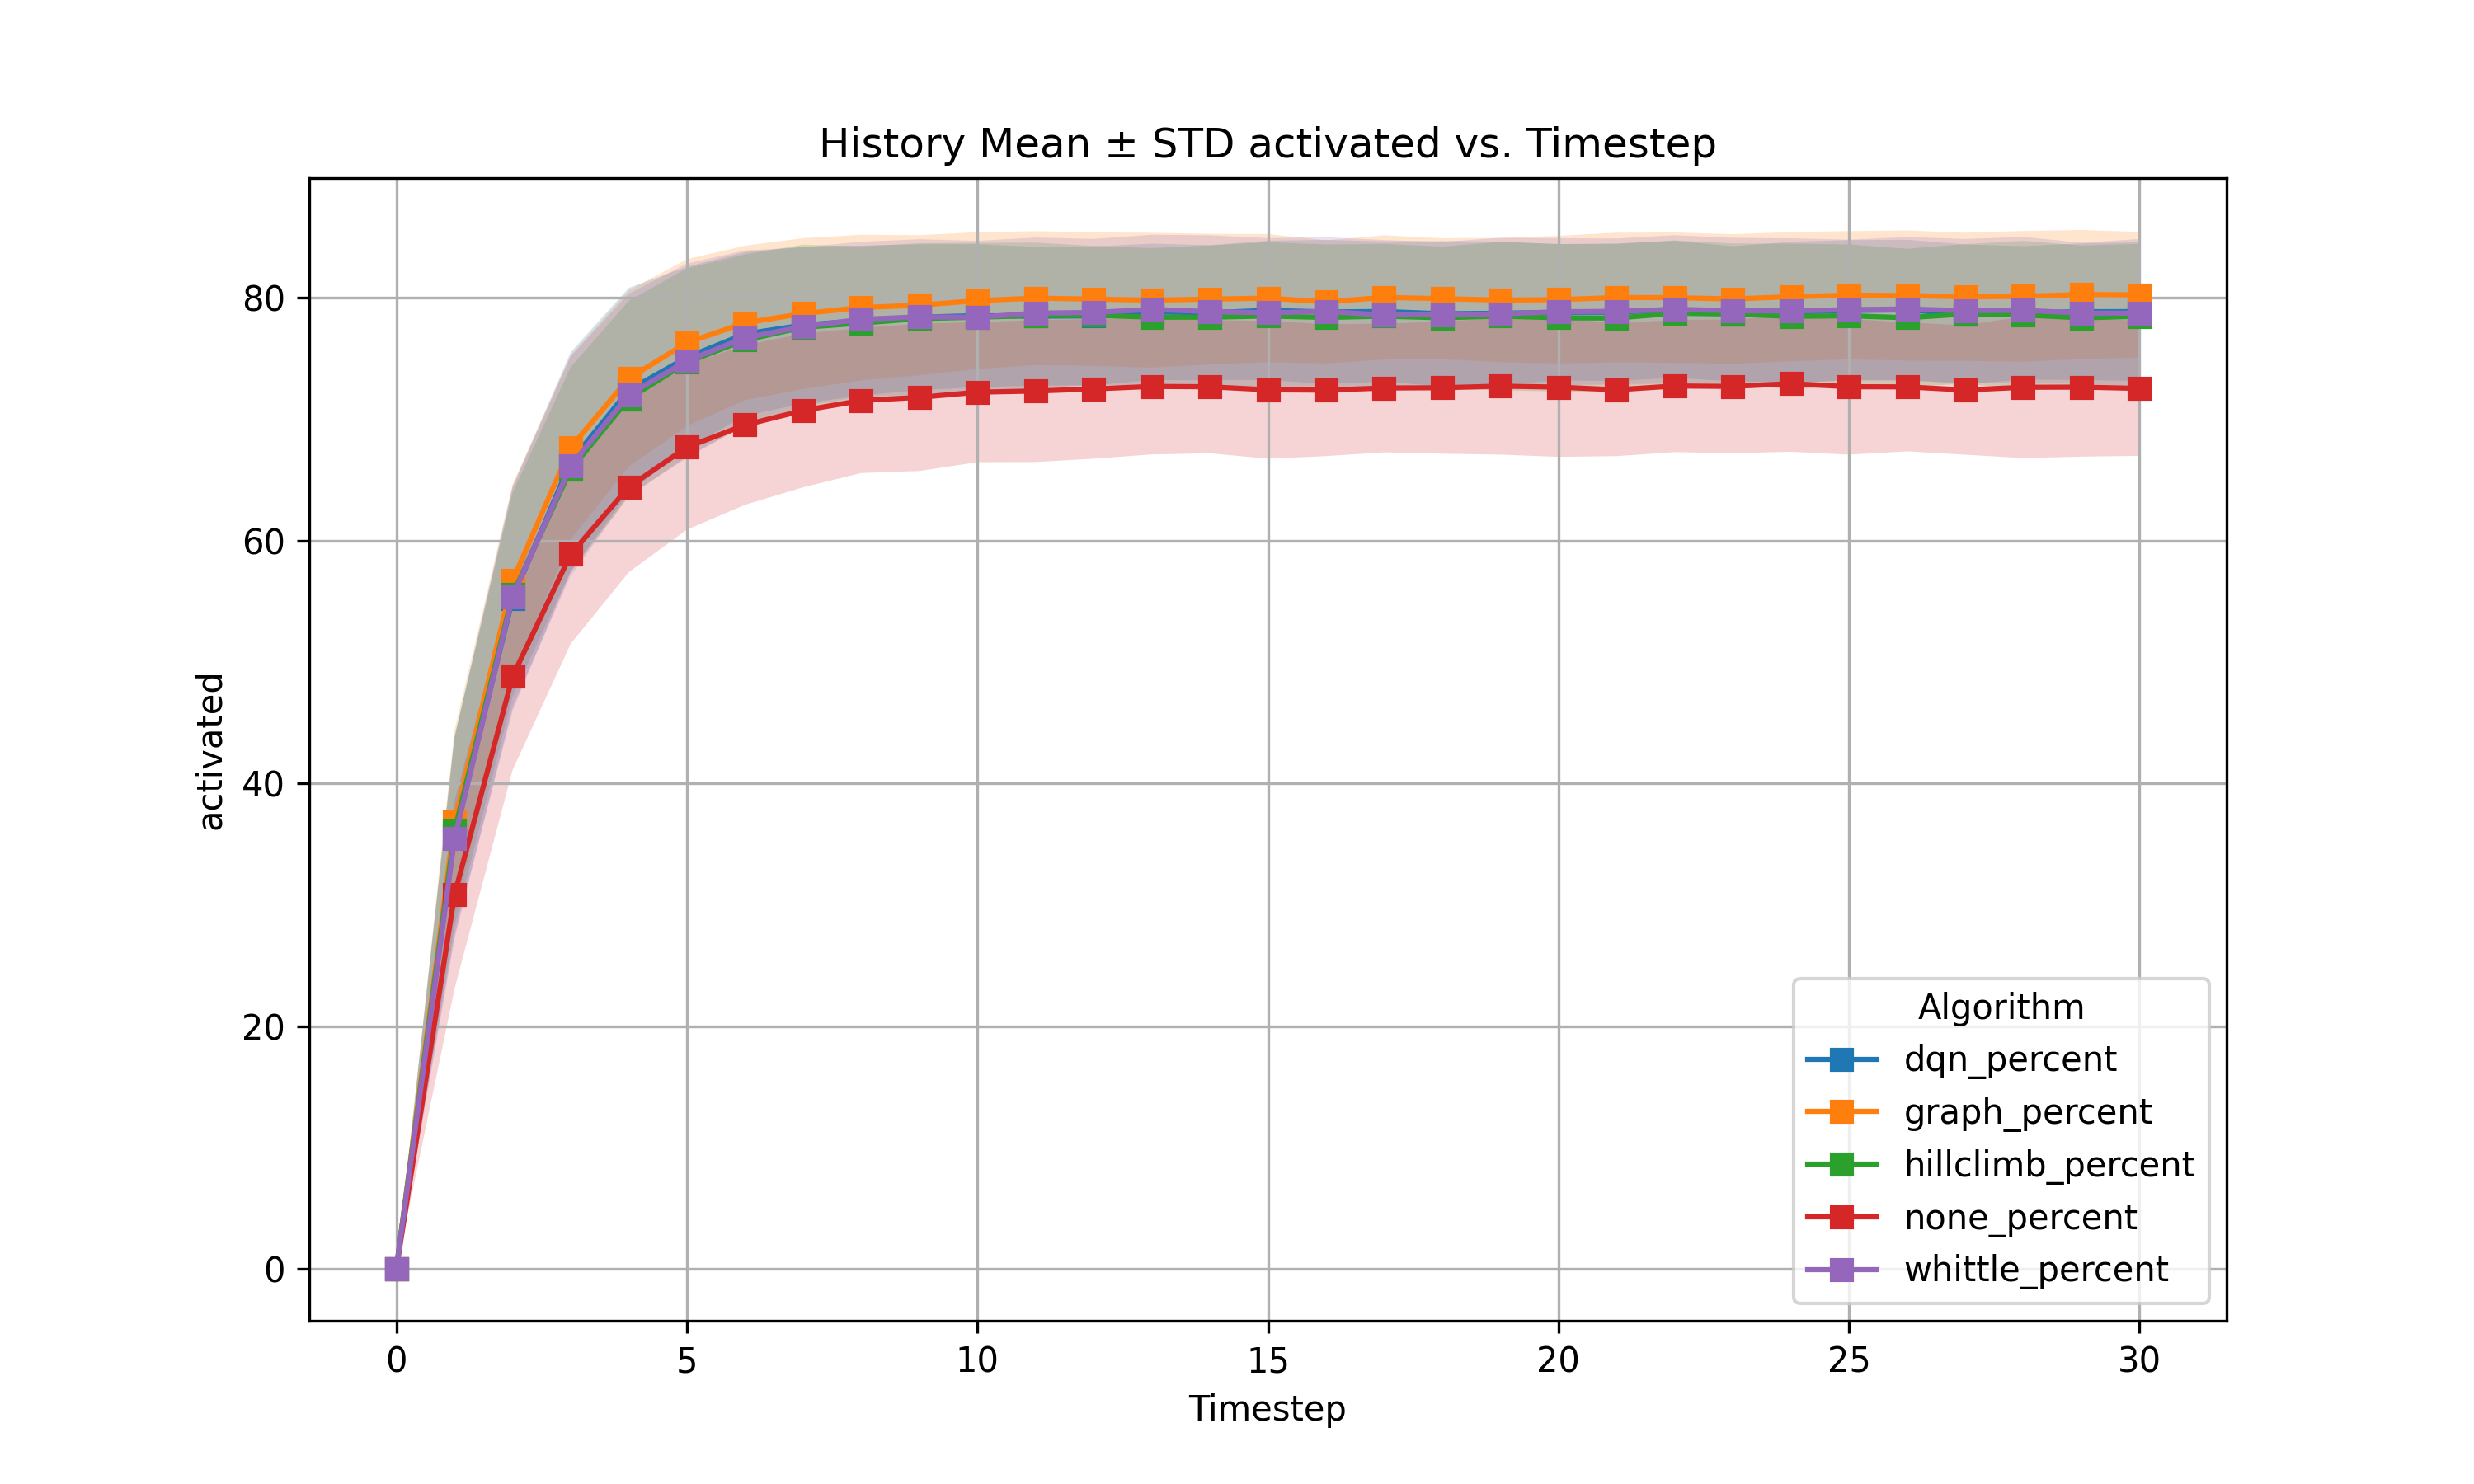 History Mean ± STD activated vs. Timestep
80
60
40
20
0
activated
0 5 10 15 20 25 30
Timestep
Algorithm
dqn_percent
graph_percent
hillclimb_percent
none_percent
whittle_percent